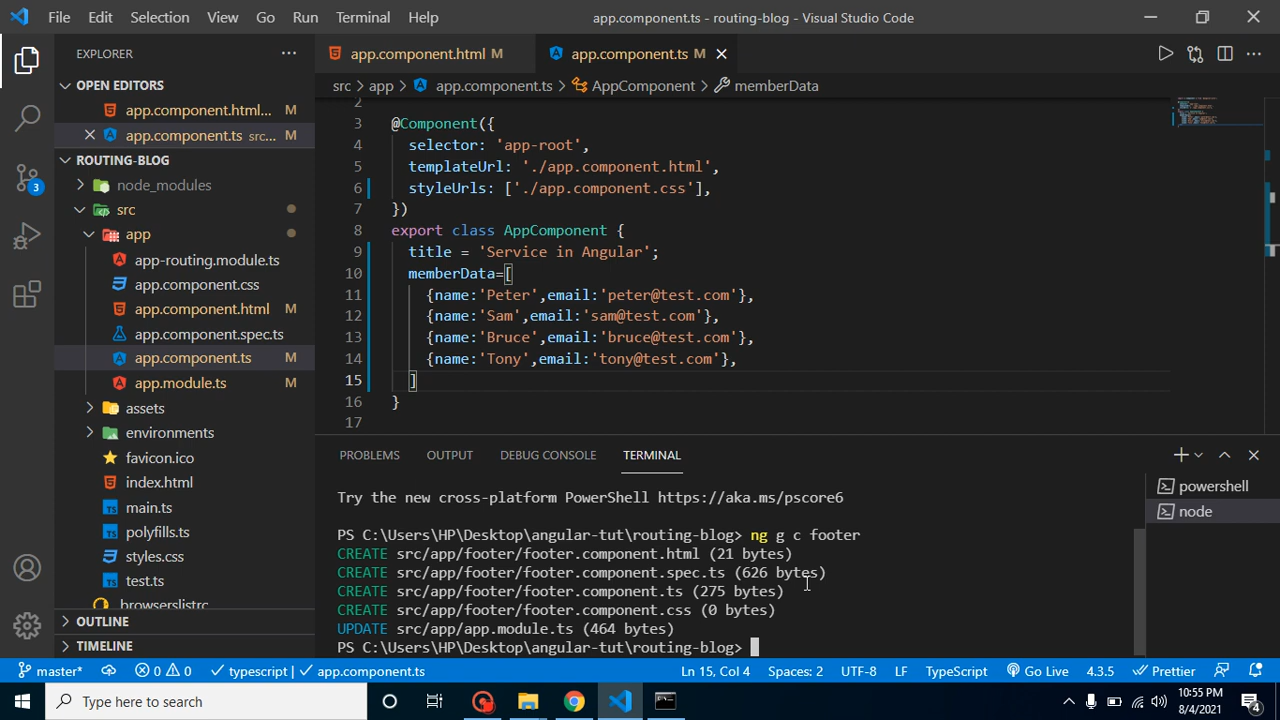 File Edit Selection View Go Run Terminal Help app.component.ts - routing-blog - Visual Studio Code
EXPLORER
OPEN EDITORS
app.component.html... M
app.component.ts src... M
ROUTING-BLOG
node_modules
src
app
app-routing.module.ts
app.component.css
app.component.html M
app.component.spec.ts
app.component.ts M
app.module.ts M
assets
environments
favicon.ico
index.html
main.ts
polyfills.ts
styles.css
test.ts
browserslistrc
OUTLINE
TIMELINE
3
app.component.html M app.component.ts M
src > app > app.component.ts > AppComponent > memberData
2
3 @Component({
4 selector: 'app-root',
5 templateUrl: './app.component.html',
6 styleUrls: ['./app.component.css'],
7 })
8 export class AppComponent {
9 title = 'Service in Angular';
10 memberData=[
11 {name:'Peter',email:'peter@test.com'},
12 {name:'Sam',email:'sam@test.com'},
13 {name:'Bruce',email:'bruce@test.com'},
14 {name:'Tony',email:'tony@test.com'},
15 ]
16 }
17
PROBLEMS OUTPUT DEBUG CONSOLE TERMINAL
Try the new cross-platform PowerShell https://aka.ms/pscore6
PS C:\Users\HP\Desktop\angular-tut\routing-blog> ng g c footer
CREATE src/app/footer/footer.component.html (21 bytes)
CREATE src/app/footer/footer.component.spec.ts (626 bytes)
CREATE src/app/footer/footer.component.ts (275 bytes)
CREATE src/app/footer/footer.component.css (0 bytes)
UPDATE src/app/app.module.ts (464 bytes)
PS C:\Users\HP\Desktop\angular-tut\routing-blog>
powershell
node
master* 0 0 typescript | app.component.ts Ln 15, Col 4 Spaces: 2 UTF-8 LF TypeScript Go Live 4.3.5 Prettier
Type here to search
10:55 PM
8/4/2021
4